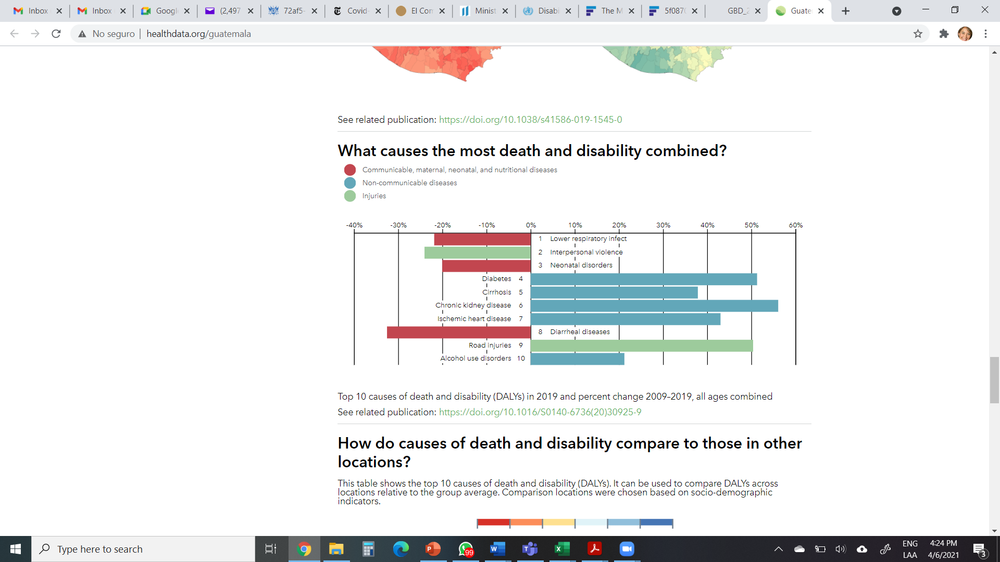 Inbox
Inbox
Googl
(2,497
72af5-
Covid-
El Com
Minist
Disabi
The M
5f087
GBD_2
Guate
No seguro | healthdata.org/guatemala
See related publication: https://doi.org/10.1038/s41586-019-1545-0
What causes the most death and disability combined?
Communicable, maternal, neonatal, and nutritional diseases
Non-communicable diseases
Injuries
-40% -30% -20% -10% 0% 10% 20% 30% 40% 50% 60%
1 Lower respiratory infect
2 Interpersonal violence
3 Neonatal disorders
Diabetes 4
Cirrhosis 5
Chronic kidney disease 6
Ischemic heart disease 7
8 Diarrheal diseases
Road injuries 9
Alcohol use disorders 10
Top 10 causes of death and disability (DALYs) in 2019 and percent change 2009–2019, all ages combined
See related publication: https://doi.org/10.1016/S0140-6736(20)30925-9
How do causes of death and disability compare to those in other
locations?
This table shows the top 10 causes of death and disability (DALYs). It can be used to compare DALYs across
locations relative to the group average. Comparison locations were chosen based on socio-demographic
indicators.
Type here to search
99
ENG
LAA
4:24 PM
4/6/2021
3